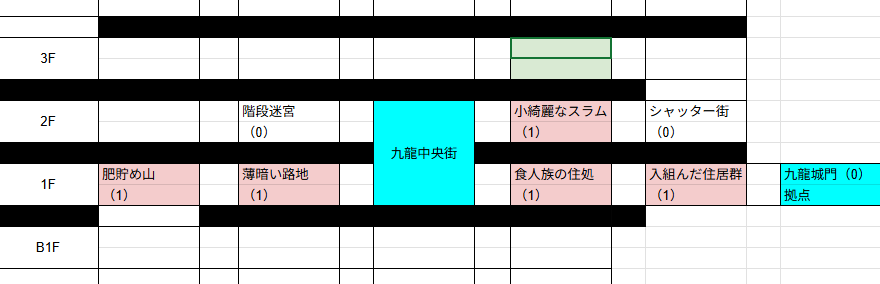 3F
2F
階段迷宮
（0）
九龍中央街
小綺麗なスラム
（1）
シャッター街
（0）
1F
肥貯め山
（1）
薄暗い路地
（1）
食人族の住処
（1）
入組んだ住居群
（1）
九龍城門（0）
拠点
B1F